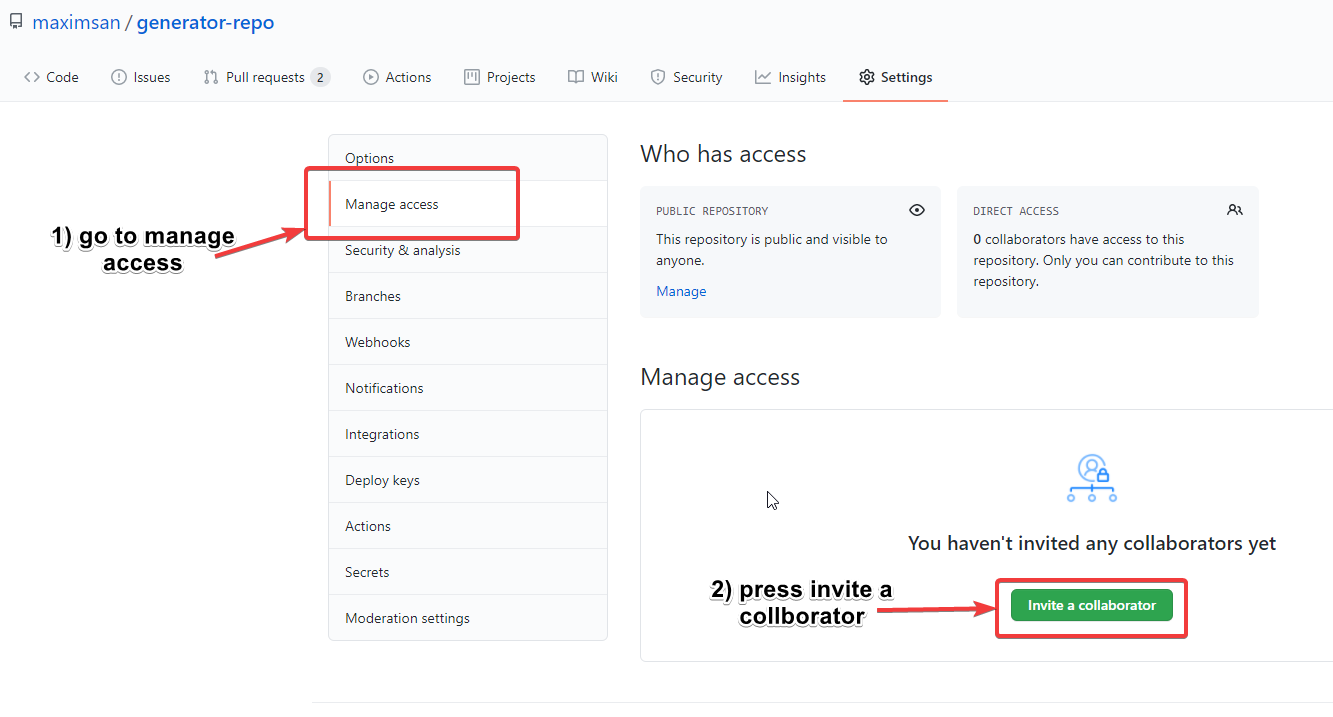 maximsan / generator-repo
Code Issues Pull requests 2 Actions Projects Wiki Security Insights Settings
Options
Manage access
Security & analysis
Branches
Webhooks
Notifications
Integrations
Deploy keys
Actions
Secrets
Moderation settings
1) go to manage
access
Who has access
PUBLIC REPOSITORY
This repository is public and visible to
anyone.
Manage
DIRECT ACCESS
0 collaborators have access to this
repository. Only you can contribute to this
repository.
Manage access
You haven't invited any collaborators yet
2) press invite a
collborator
Invite a collaborator